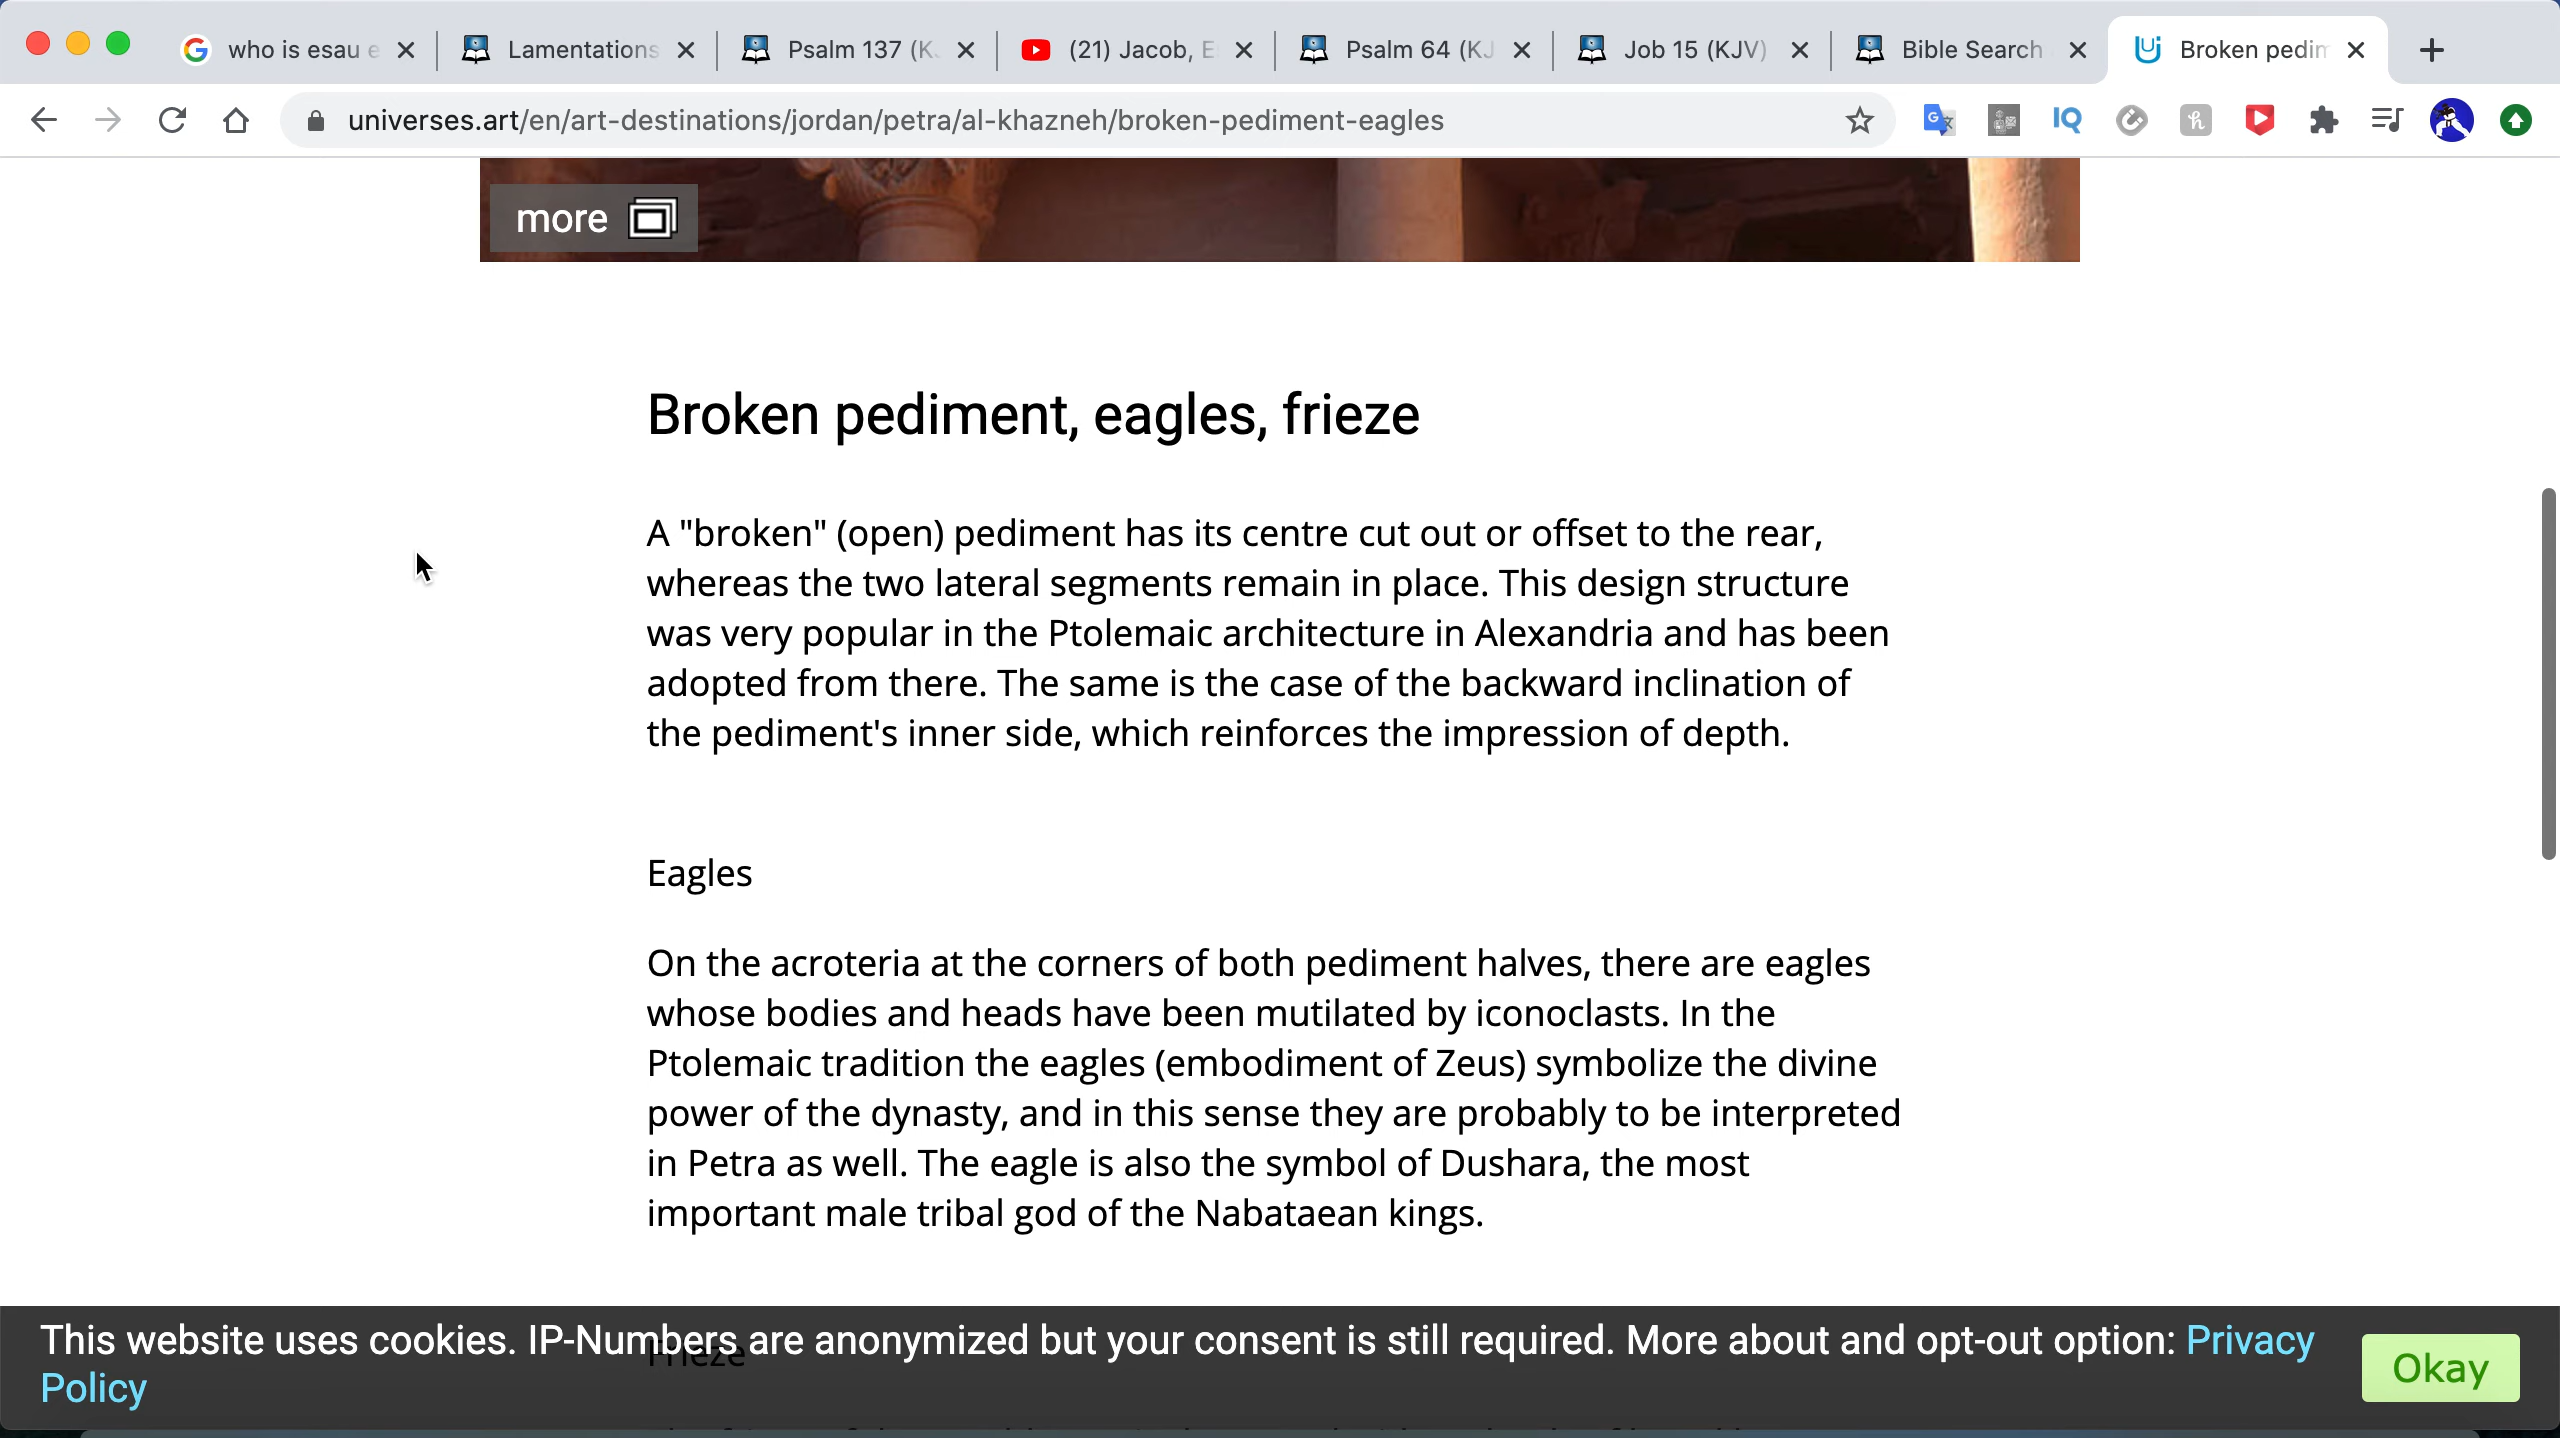 who is esau e
Lamentations
Psalm 137 (K
(21) Jacob, E
Psalm 64 (KJ
Job 15 (KJV)
Bible Search
Broken pedim
universes.art/en/art-destinations/jordan/petra/al-khazneh/broken-pediment-eagles
more
Broken pediment, eagles, frieze
A "broken" (open) pediment has its centre cut out or offset to the rear,
whereas the two lateral segments remain in place. This design structure
was very popular in the Ptolemaic architecture in Alexandria and has been
adopted from there. The same is the case of the backward inclination of
the pediment's inner side, which reinforces the impression of depth.
Eagles
On the acroteria at the corners of both pediment halves, there are eagles
whose bodies and heads have been mutilated by iconoclasts. In the
Ptolemaic tradition the eagles (embodiment of Zeus) symbolize the divine
power of the dynasty, and in this sense they are probably to be interpreted
in Petra as well. The eagle is also the symbol of Dushara, the most
important male tribal god of the Nabataean kings.
Frieze
This website uses cookies. IP-Numbers are anonymized but your consent is still required. More about and opt-out option: Privacy
Policy
Okay